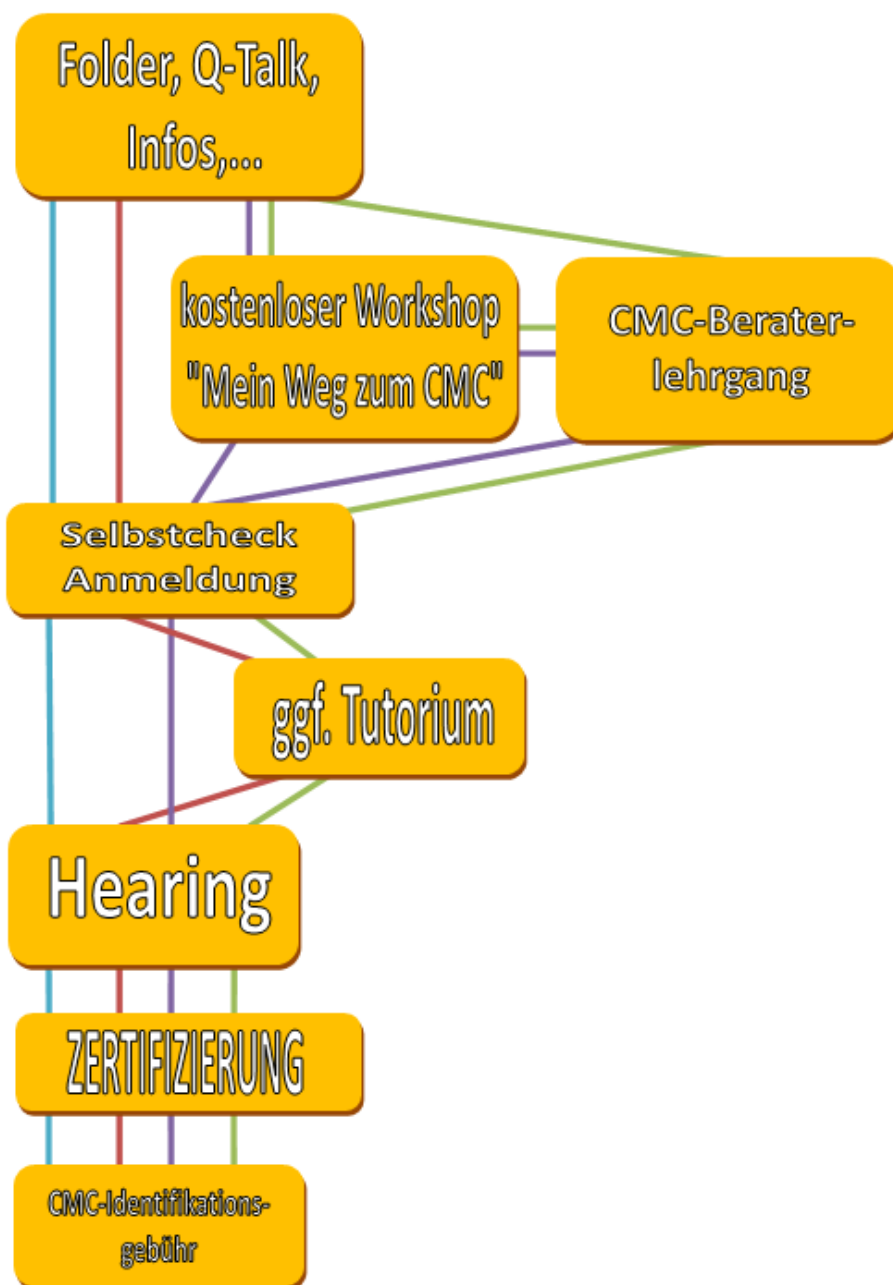 Folder, Q-Talk,
Infos,...
kostenloser Workshop
"Mein Weg zum CMC"
CMC-Berater-
lehrgang
Selbstcheck
Anmeldung
ggf. Tutorium
Hearing
ZERTIFIZIERUNG
CMC-Identifikations-
gebühr